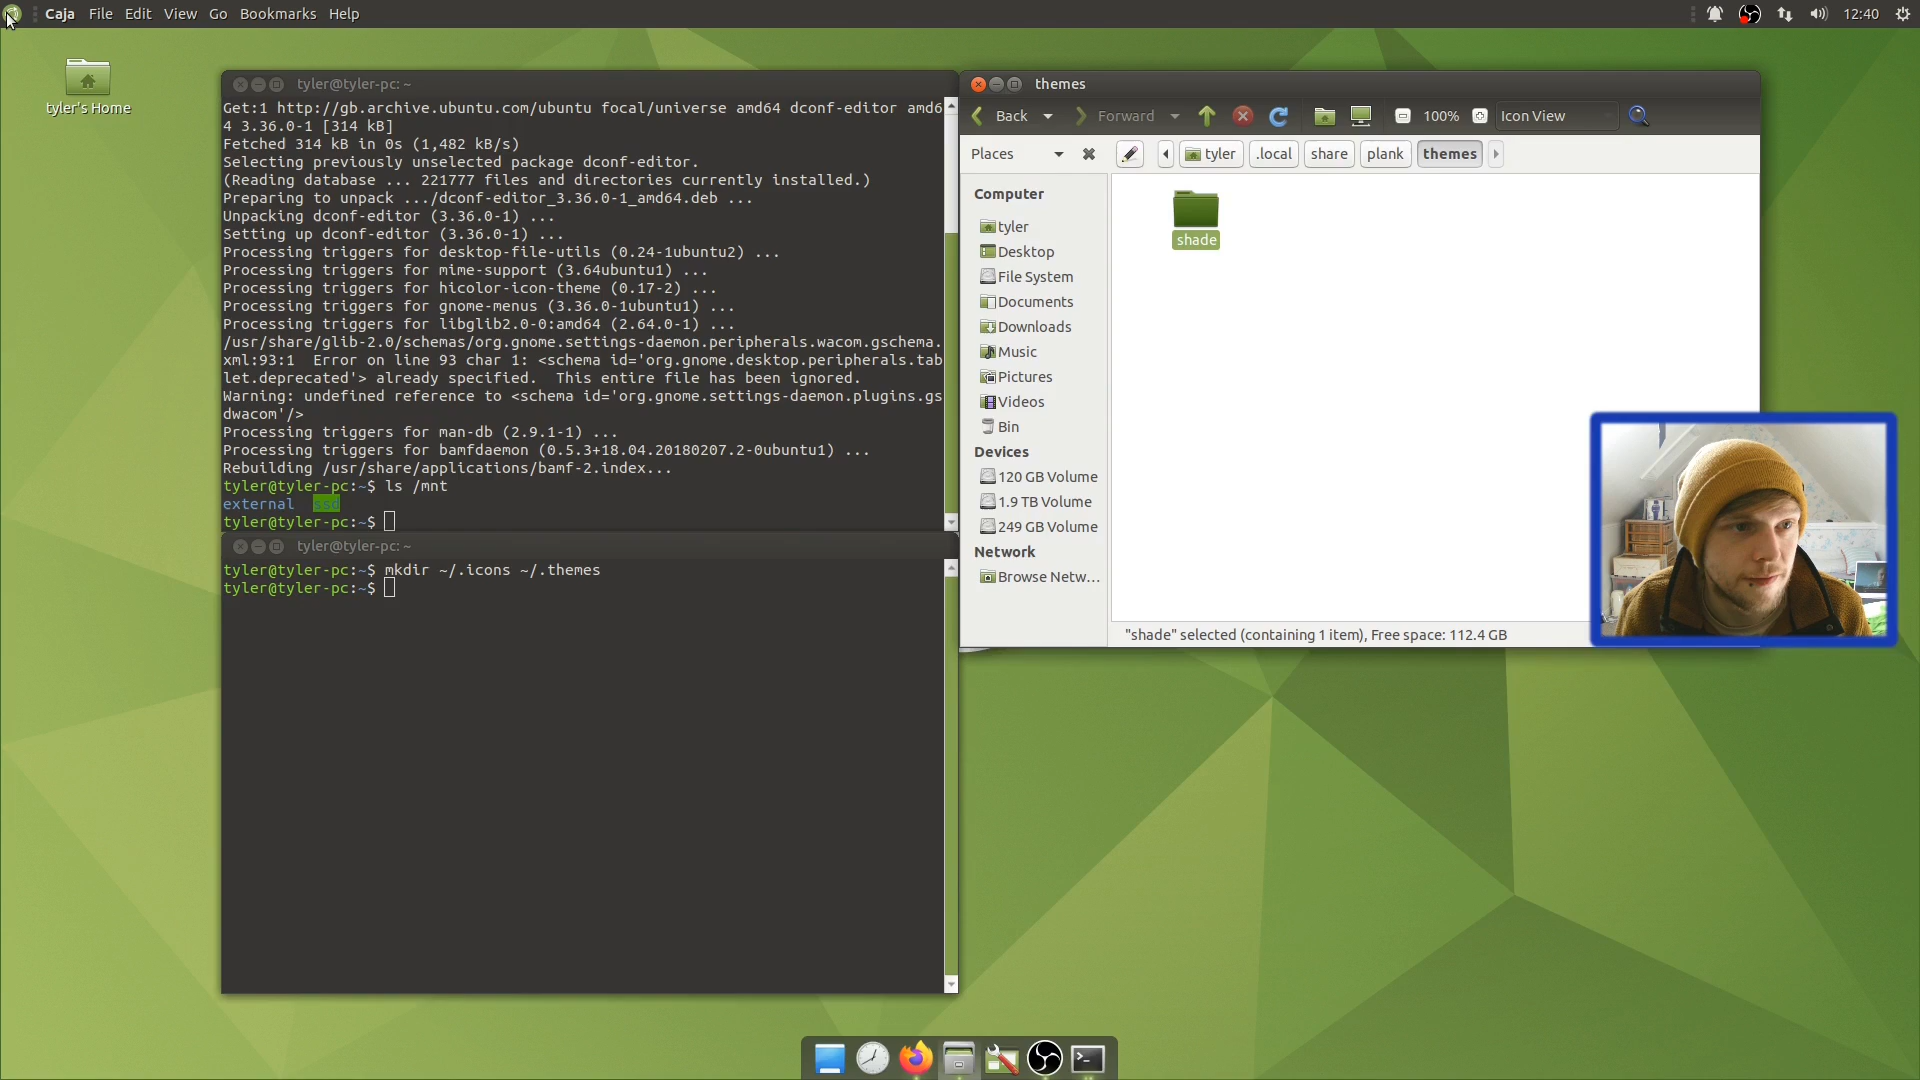 Caja File Edit View Go Bookmarks Help
12:40
tyler's Home
tyler@tyler-pc: ~
Get:1 http://gb.archive.ubuntu.com/ubuntu focal/universe amd64 dconf-editor amd6
4 3.36.0-1 [314 kB]
Fetched 314 kB in 0s (1,482 kB/s)
Selecting previously unselected package dconf-editor.
(Reading database ... 221777 files and directories currently installed.)
Preparing to unpack .../dconf-editor_3.36.0-1_amd64.deb ...
Unpacking dconf-editor (3.36.0-1) ...
Setting up dconf-editor (3.36.0-1) ...
Processing triggers for desktop-file-utils (0.24-1ubuntu2) ...
Processing triggers for mime-support (3.64ubuntu1) ...
Processing triggers for hicolor-icon-theme (0.17-2) ...
Processing triggers for gnome-menus (3.36.0-1ubuntu1) ...
Processing triggers for libglib2.0-0:amd64 (2.64.0-1) ...
/usr/share/glib-2.0/schemas/org.gnome.settings-daemon.peripherals.wacom.gschema.
xml:93:1  Error on line 93 char 1: <schema id='org.gnome.desktop.peripherals.tab
let.deprecated'> already specified.  This entire file has been ignored.
Warning: undefined reference to <schema id='org.gnome.settings-daemon.plugins.gs
dwacom'/>
Processing triggers for man-db (2.9.1-1) ...
Processing triggers for bamfdaemon (0.5.3+18.04.20180207.2-0ubuntu1) ...
Rebuilding /usr/share/applications/bamf-2.index...
tyler@tyler-pc:~$ ls /mnt
external  ssd
tyler@tyler-pc:~$
tyler@tyler-pc: ~
tyler@tyler-pc:~$ mkdir ~/.icons ~/.themes
tyler@tyler-pc:~$
themes
Back Forward 100% Icon View
Places tyler .local share plank themes
Computer
tyler
Desktop
File System
Documents
Downloads
Music
Pictures
Videos
Bin
Devices
120 GB Volume
1.9 TB Volume
249 GB Volume
Network
Browse Netw...
shade
"shade" selected (containing 1 item), Free space: 112.4 GB